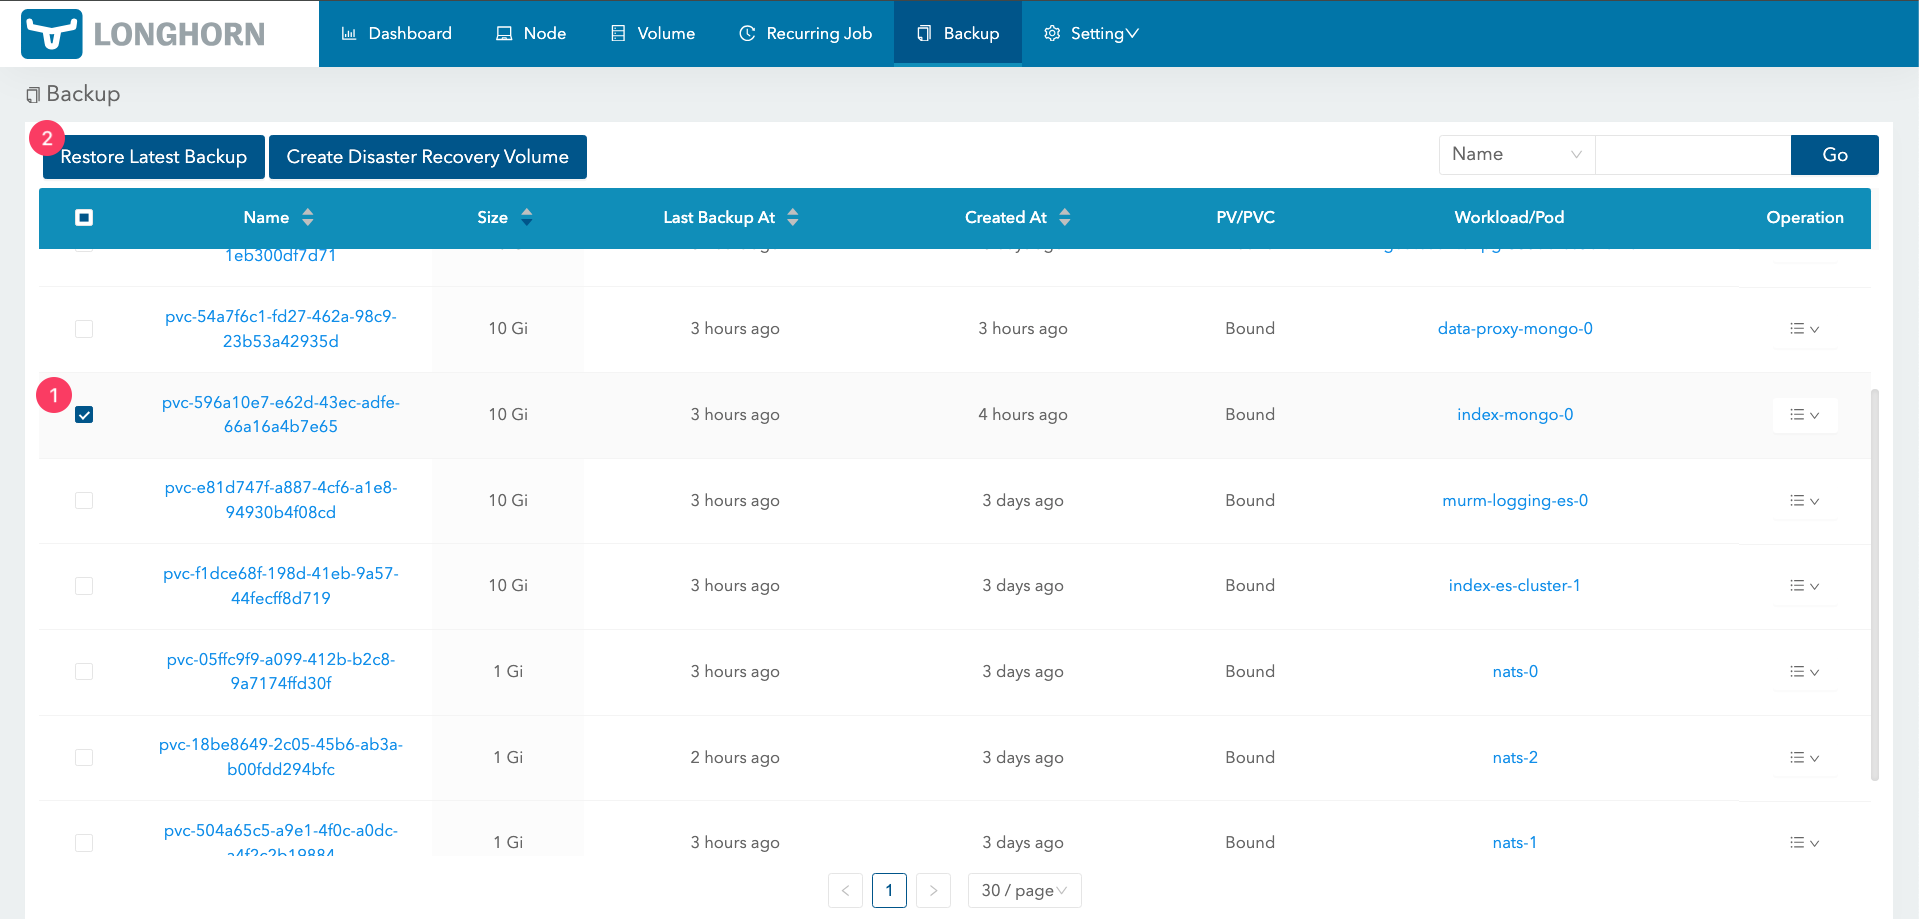 LONGHORN
Dashboard Node Volume Recurring Job Backup Setting
Backup
2
Restore Latest Backup Create Disaster Recovery Volume Name Go
Name Size Last Backup At Created At PV/PVC Workload/Pod Operation
1eb300df7d71
pvc-54a7f6c1-fd27-462a-98c9-
23b53a42935d
10 Gi 3 hours ago 3 hours ago Bound data-proxy-mongo-0
1
pvc-596a10e7-e62d-43ec-adfe-
66a16a4b7e65
10 Gi 3 hours ago 4 hours ago Bound index-mongo-0
pvc-e81d747f-a887-4cf6-a1e8-
94930b4f08cd
10 Gi 3 hours ago 3 days ago Bound murm-logging-es-0
pvc-f1dce68f-198d-41eb-9a57-
44fecff8d719
10 Gi 3 hours ago 3 days ago Bound index-es-cluster-1
pvc-05ffc9f9-a099-412b-b2c8-
9a7174ffd30f
1 Gi 3 hours ago 3 days ago Bound nats-0
pvc-18be8649-2c05-45b6-ab3a-
b00fdd294bfc
1 Gi 2 hours ago 3 days ago Bound nats-2
pvc-504a65c5-a9e1-4f0c-a0dc-
a4f2c2b19884
1 Gi 3 hours ago 3 days ago Bound nats-1
1 30 / page